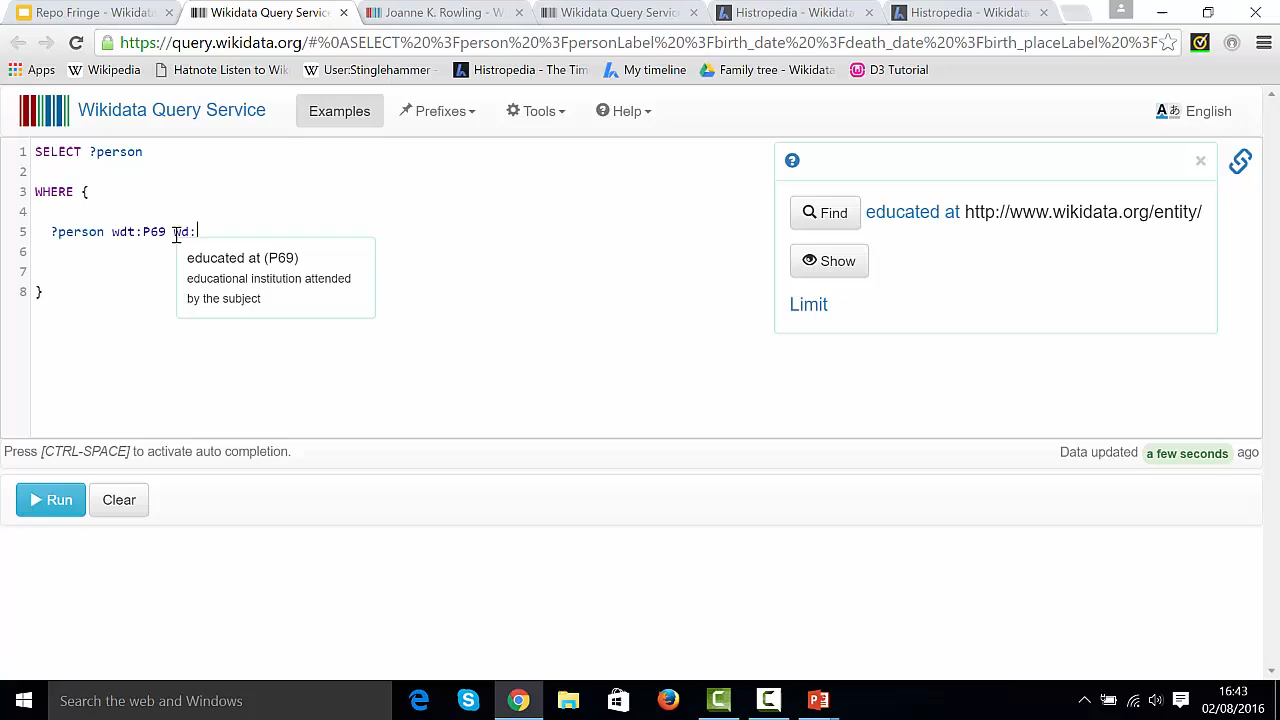 Repo Fringe - Wikidat
Wikidata Query Servic
Joanne K. Rowling - W
Wikidata Query Servic
Histropedia - Wikidata
Histropedia - Wikidata
https://query.wikidata.org/#%0ASELECT%20%3Fperson%20%3FpersonLabel%20%3Fbirth_date%20%3Fdeath_date%20%3Fbirth_placeLabel%20%3F
Apps Wikipedia Hatnote Listen to Wik User:Stinglehammer - Histropedia - The Tim My timeline Family tree - Wikidat D3 Tutorial
Wikidata Query Service Examples Prefixes Tools Help English
1 SELECT ?person
2
3 WHERE {
4
5 ?person wdt:P69 wd:
6
7
8 }
educated at (P69)
educational institution attended
by the subject
Find educated at http://www.wikidata.org/entity/
Show
Limit
Press [CTRL-SPACE] to activate auto completion.
Data updated a few seconds ago
Run Clear
Search the web and Windows
16:43
02/08/2016